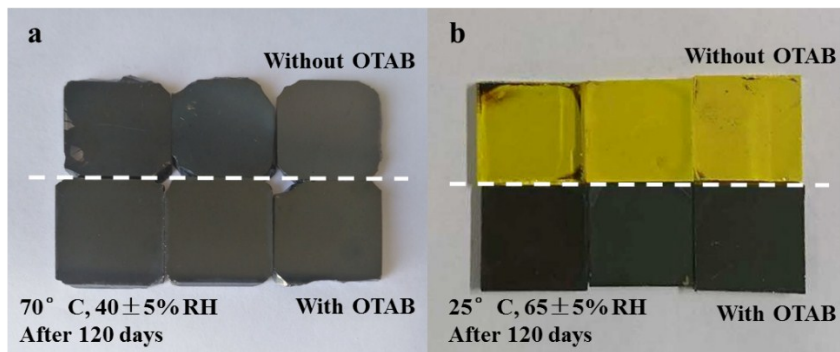 a
Without OTAB
70° C, 40±5% RH
After 120 days
With OTAB
b
Without OTAB
25° C, 65±5% RH
After 120 days
With OTAB